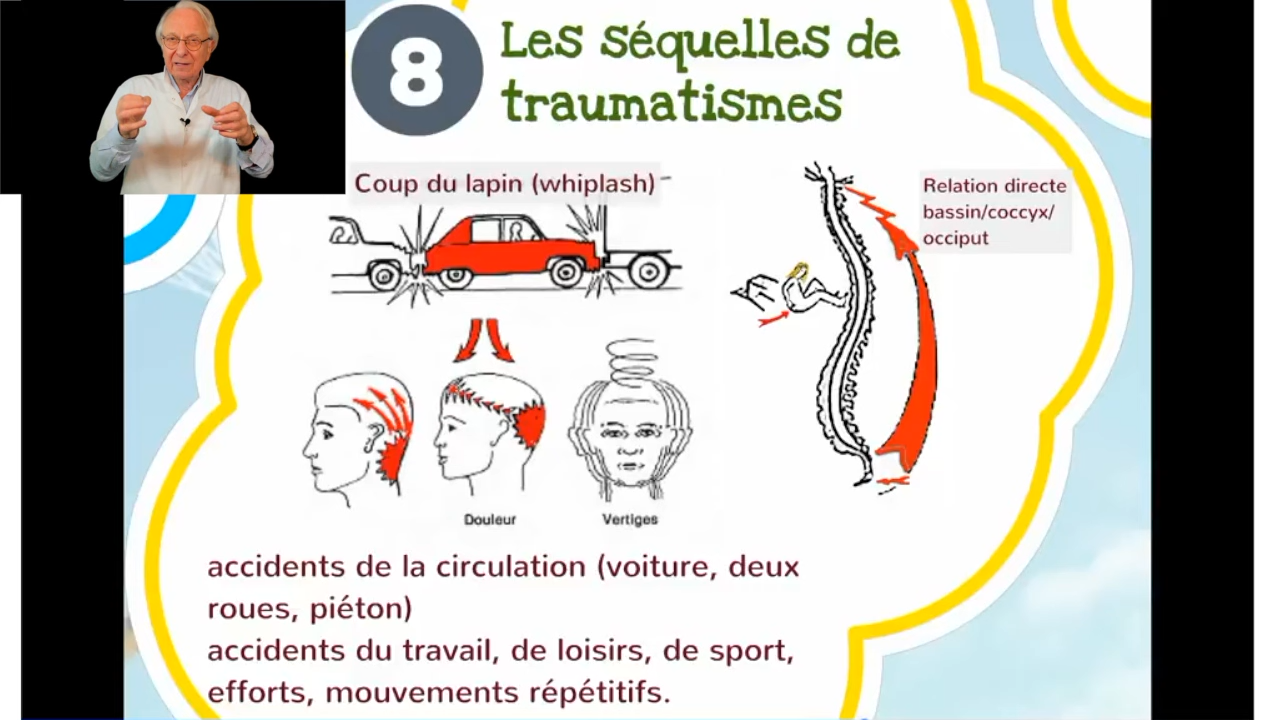 8
Les séquelles de
traumatismes
Coup du lapin (whiplash)
Relation directe
bassin/coccyx/
occiput
Douleur
Vertiges
accidents de la circulation (voiture, deux
roues, piéton)
accidents du travail, de loisirs, de sport,
efforts, mouvements répétitifs.